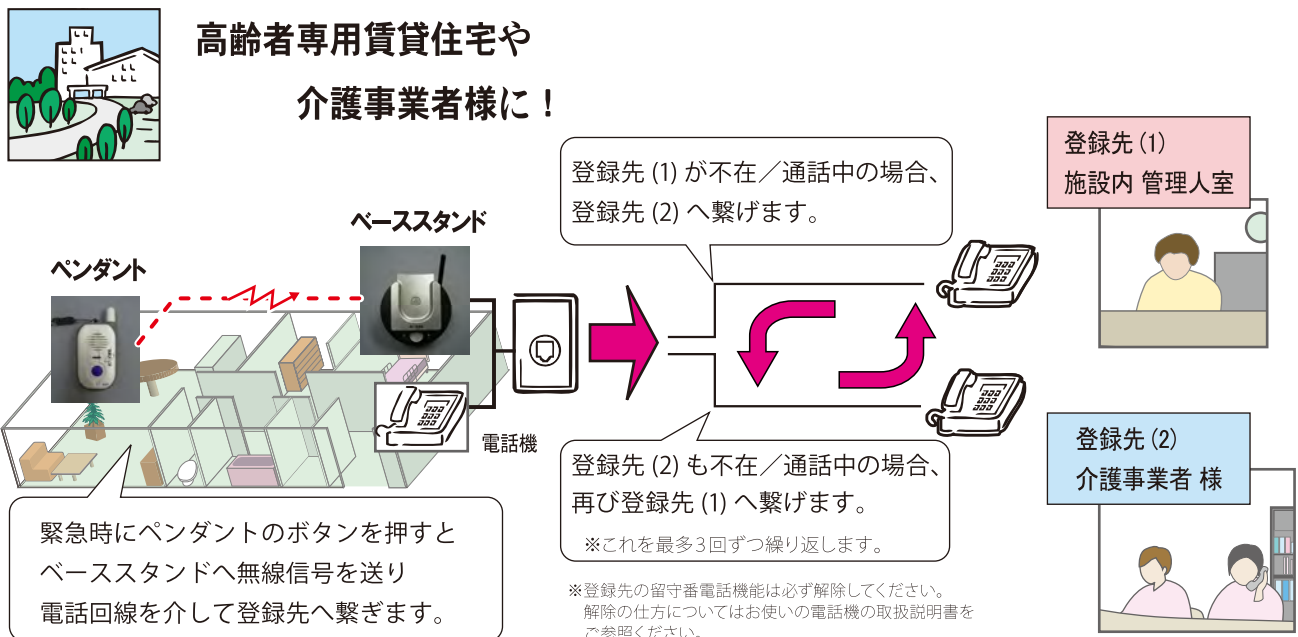 高齢者専用賃貸住宅や
介護事業者様に！
ペンダント
ベーススタンド
電話機
緊急時にペンダントのボタンを押すと
ベーススタンドへ無線信号を送り
電話回線を介して登録先へ繋ぎます。
登録先 (1) が不在／通話中の場合、
登録先 (2) へ繋げます。
登録先 (2) も不在／通話中の場合、
再び登録先 (1) へ繋げます。
※これを最多3回ずつ繰り返します。
※登録先の留守番電話機能は必ず解除してください。
解除の仕方についてはお使いの電話機の取扱説明書を
ご参照ください。
登録先 (1)
施設内 管理人室
登録先 (2)
介護事業者 様